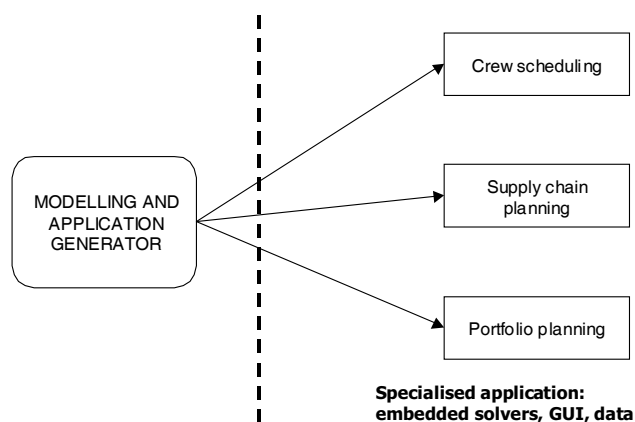 Crew scheduling
MODELLING AND
APPLICATION
GENERATOR
Supply chain
planning
Portfolio planning
Specialised application:
embedded solvers, GUI, data